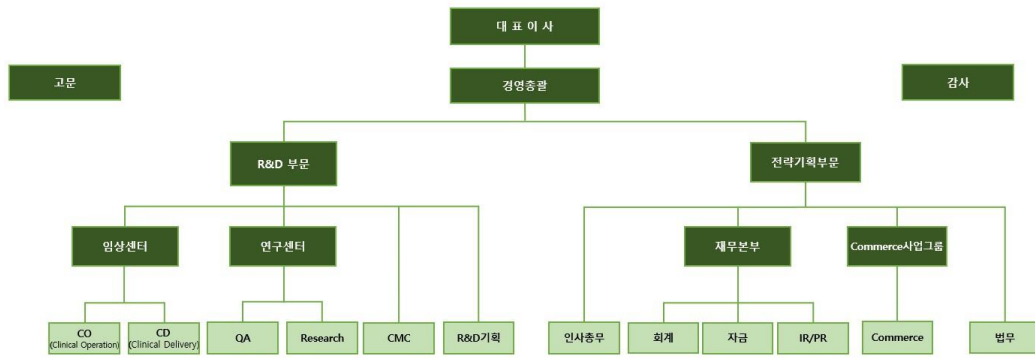 대 표 이 사
고문
경영총괄
감사
R&D 부문
전략기획부문
임상센터
연구센터
재무본부
Commerce사업그룹
CO
(Clinical Operation)
CD
(Clinical Delivery)
QA
Research
CMC
R&D기획
인사총무
회계
자금
IR/PR
Commerce
법무